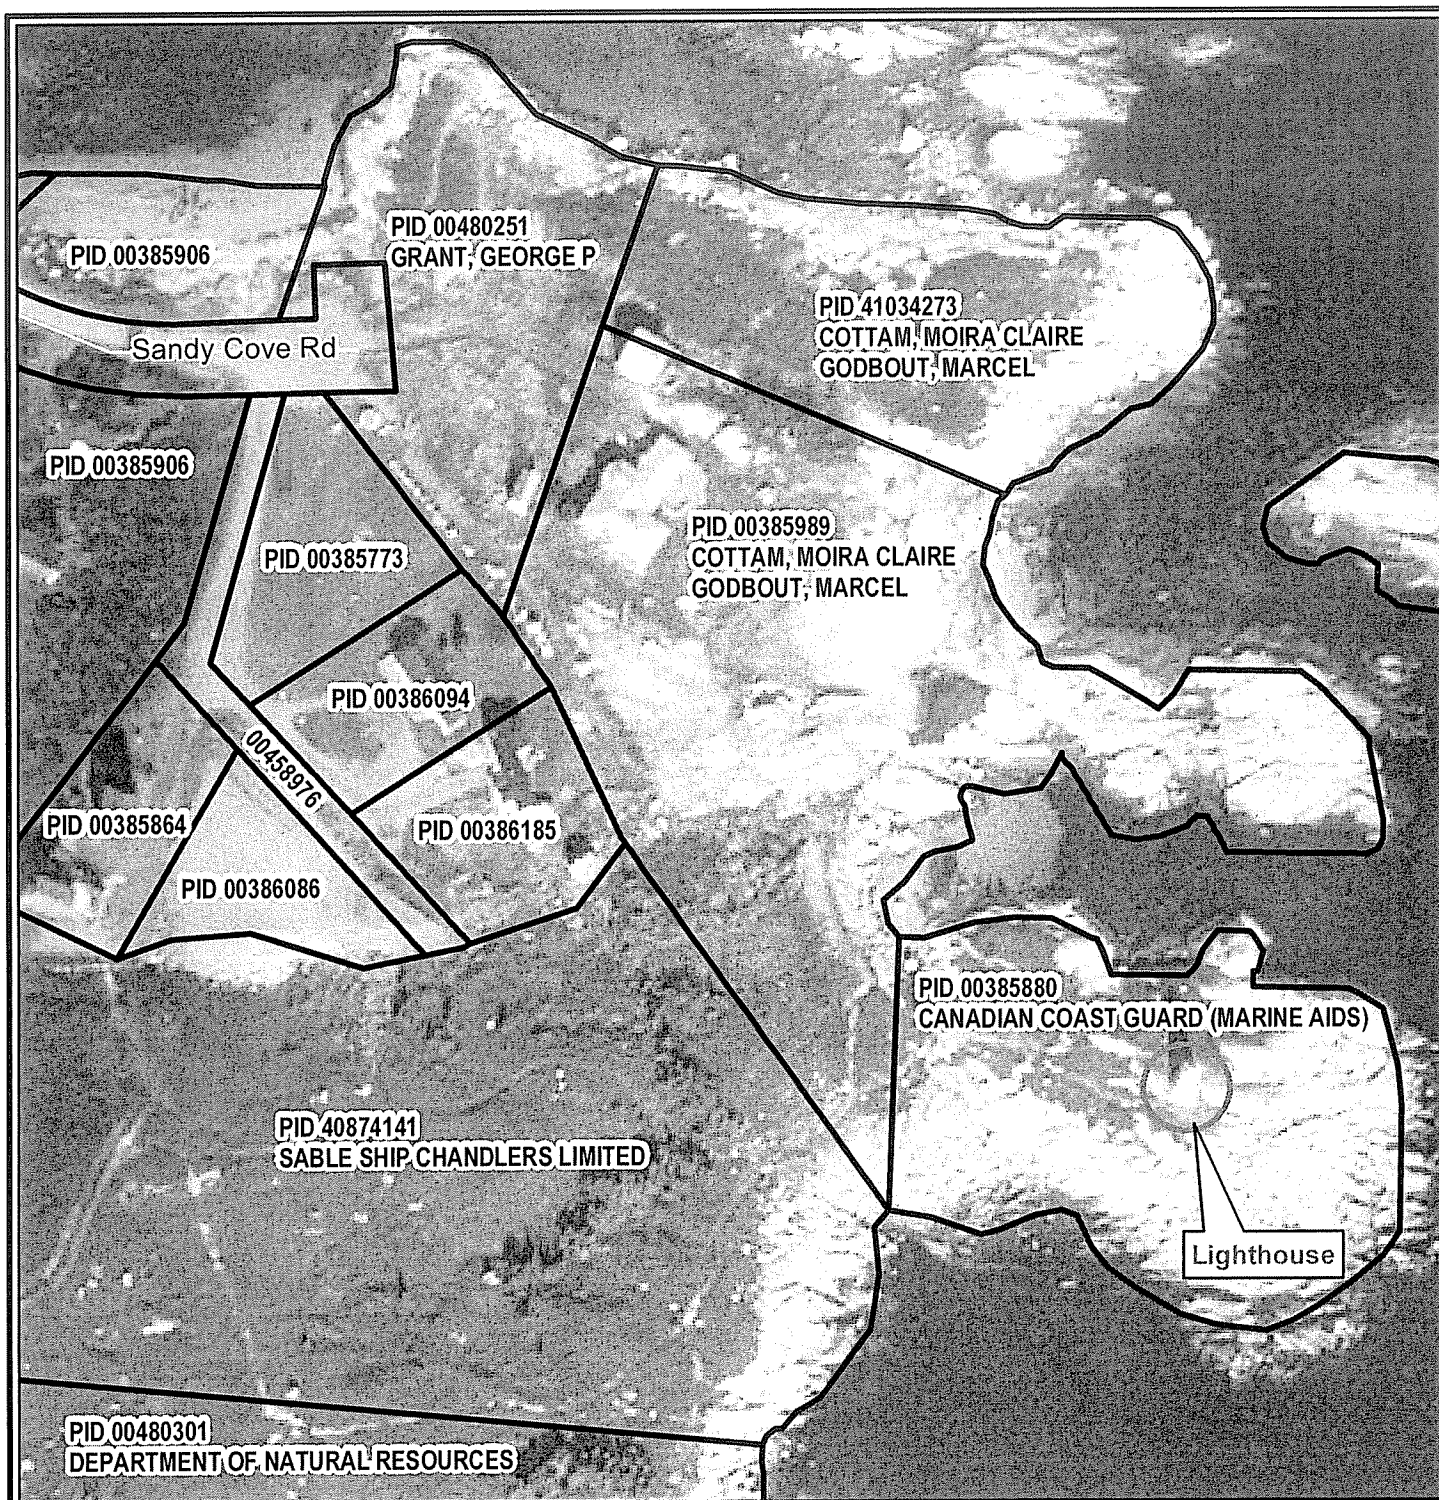 PID 00480251
GRANT, GEORGE P
PID 00385906
PID 41034273
COTTAM, MOIRA CLAIRE
GODBOUT, MARCEL
Sandy Cove Rd
PID 00385906
PID 00385989
COTTAM, MOIRA CLAIRE
GODBOUT, MARCEL
PID 00385773
PID 00386094
00458976
PID 00385864
PID 00386185
PID 00386086
PID 00385880
CANADIAN COAST GUARD (MARINE AIDS)
PID 40874141
SABLE SHIP CHANDLERS LIMITED
Lighthouse
PID 00480301
DEPARTMENT OF NATURAL RESOURCES